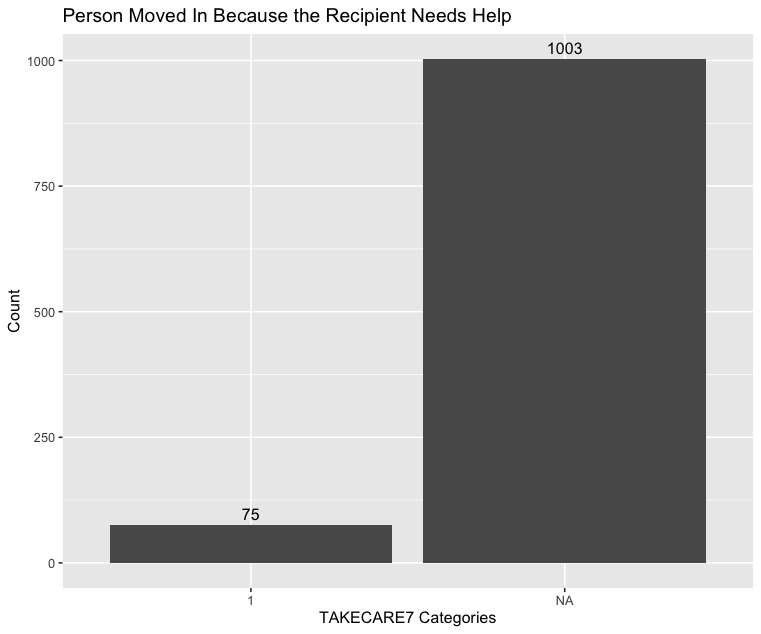 Person Moved In Because the Recipient Needs Help
1003
1000
750
500
250
75
0
1 NA
TAKECARE7 Categories
Count